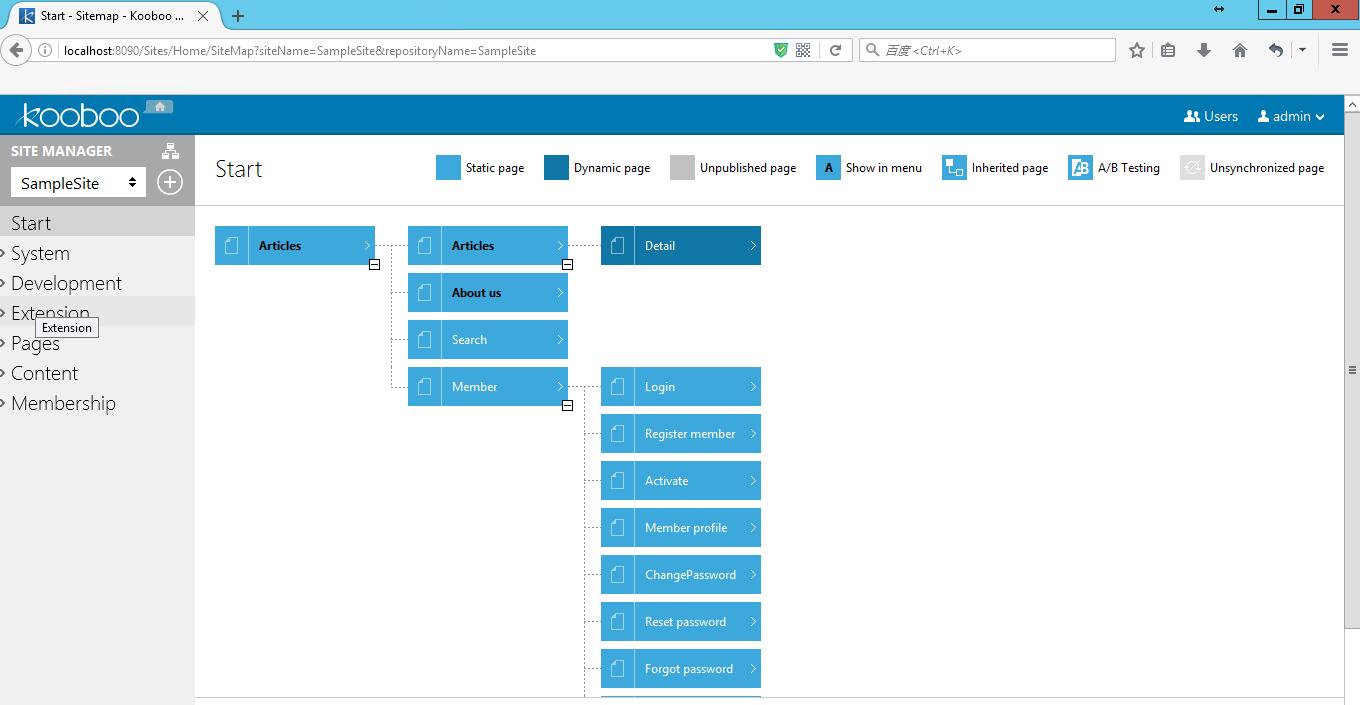 Start - Sitemap - Kooboo ...
localhost:8090/Sites/Home/SiteMap?siteName=SampleSite&repositoryName=SampleSite
百度 <Ctrl+K>
kooboo
Users
admin
SITE MANAGER
SampleSite
Start
System
Development
Extension
Extension
Pages
Content
Membership
Start
Static page
Dynamic page
Unpublished page
A Show in menu
Inherited page
A/B A/B Testing
Unsynchronized page
Articles
Articles
Detail
About us
Search
Member
Login
Register member
Activate
Member profile
ChangePassword
Reset password
Forgot password